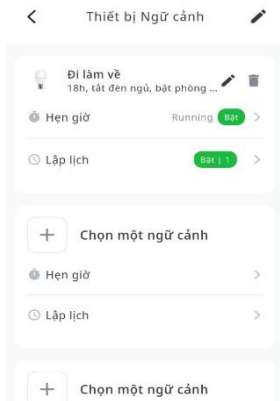 Thiết bị Ngữ cảnh
Đi làm về
18h, tắt đèn ngủ, bật phòng ...
Hẹn giờ Running Bật
Lập lịch Bật | 1
Chọn một ngữ cảnh
Hẹn giờ
Lập lịch
Chọn một ngữ cảnh